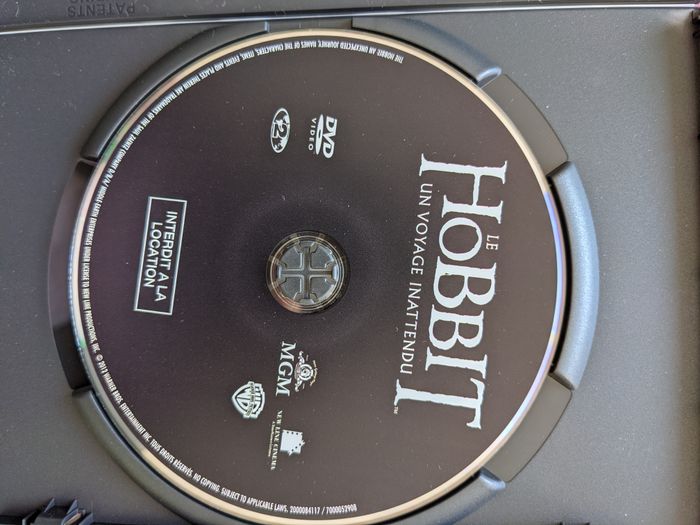 LE
HOBBIT™
UN VOYAGE INATTENDU
DVD
VIDEO
2
INTERDIT À LA
LOCATION
MGM
WB
NEW LINE CINEMA
THE HOBBIT: AN UNEXPECTED JOURNEY, NAMES OF THE CHARACTERS, ITEMS, EVENTS AND PLACES THEREIN ARE TRADEMARKS OF THE SAUL ZAENTZ COMPANY D/B/A/ MIDDLE-EARTH ENTERPRISES UNDER LICENSE TO NEW LINE PRODUCTIONS, INC. © 2013 WARNER BROS. ENTERTAINMENT INC. TOUS DROITS RÉSERVÉS. NO COPYING. SUBJECT TO APPLICABLE LAWS. 2000084117 / 7000052908
PATENTS